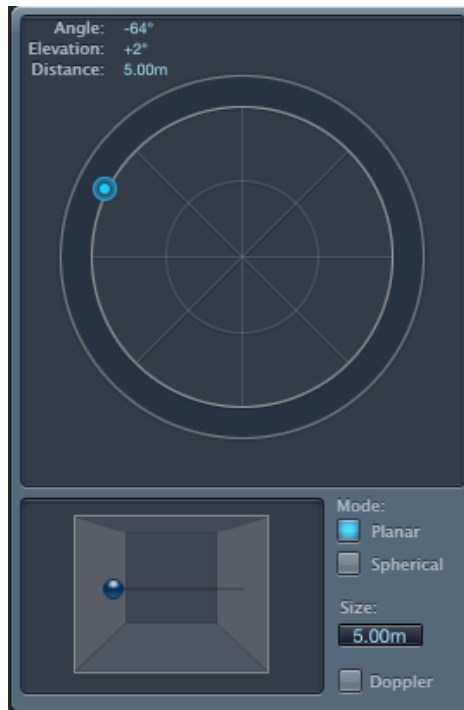 Angle: -64°
Elevation: +2°
Distance: 5.00m
Mode:
Planar
Spherical
Size:
5.00m
Doppler